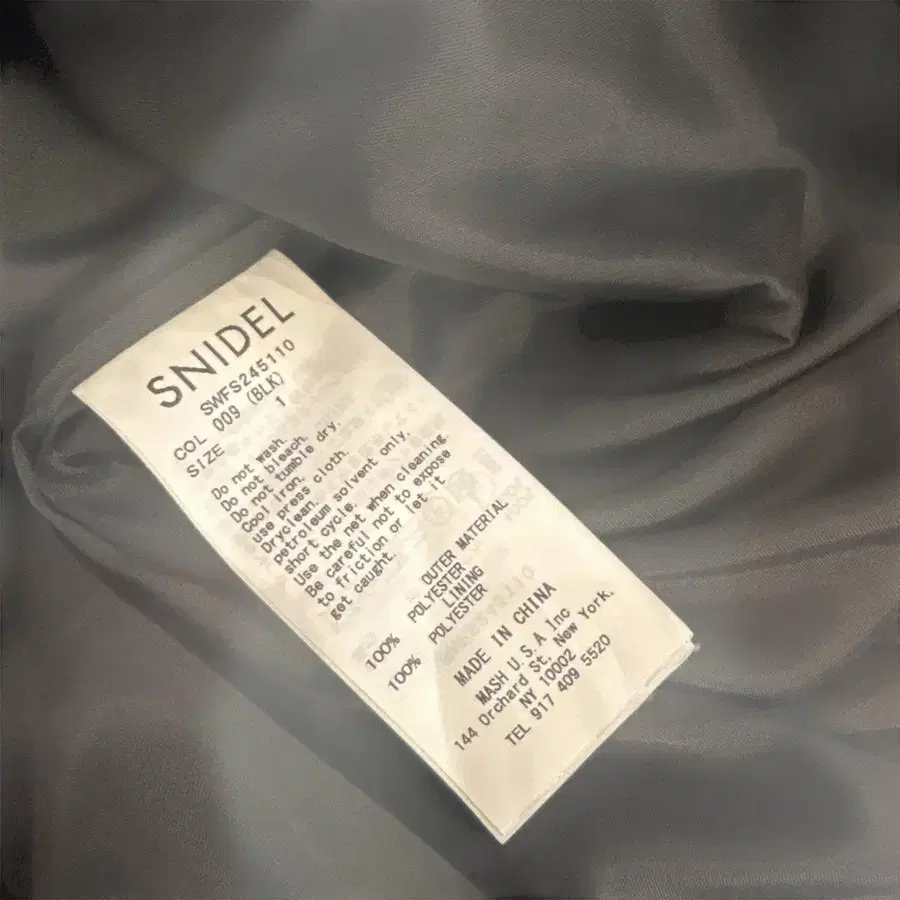 SNIDEL
SWFS245110
COL 009 (BLK)
SIZE 1
Do not wash.
Do not bleach.
Do not tumble dry.
Cool iron.
use press cloth.
Dryclean.
petroleum solvent only.
short cycle.
Use the net when cleaning.
Be careful not to expose
to friction or let it
get caught.
OUTER MATERIAL
100% POLYESTER
LINING
100% POLYESTER
MADE IN CHINA
MASH U.S.A Inc
144 Orchard St, New York.
NY 10002
TEL 917 409 5520